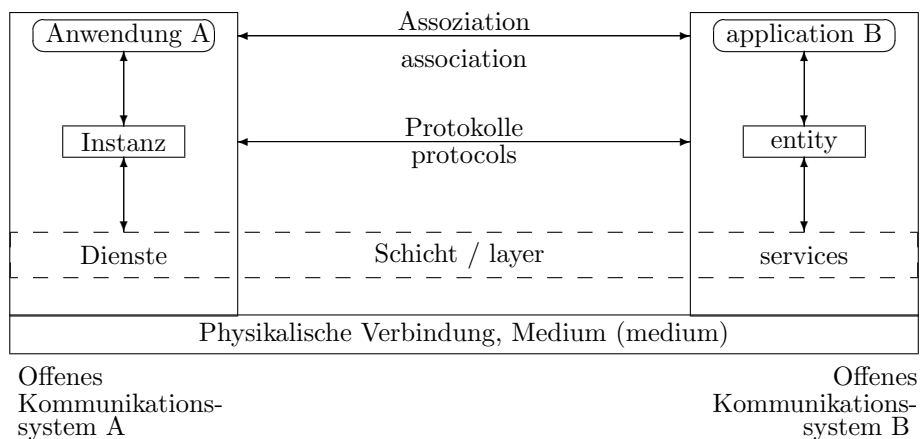 Anwendung A
Assoziation
application B
association
Instanz
Protokolle
entity
protocols
Dienste
Schicht / layer
services
Physikalische Verbindung, Medium (medium)
Offenes
Kommunikations-
system A
Offenes
Kommunikations-
system B